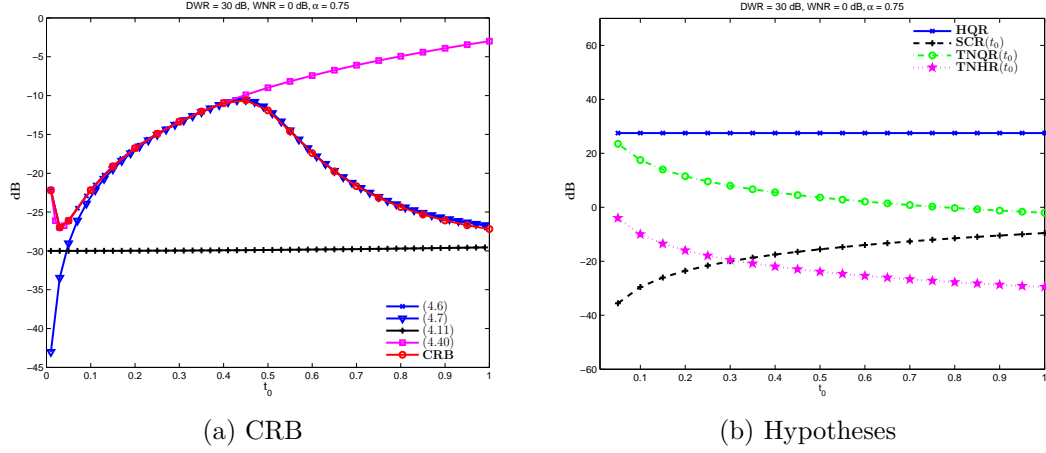 DWR = 30 dB, WNR = 0 dB, α = 0.75
dB
0
−5
−10
−15
−20
−25
−30
−35
−40
−45
0 0.1 0.2 0.3 0.4 0.5 0.6 0.7 0.8 0.9 1
t0
(4.6)
(4.7)
(4.11)
(4.40)
CRB
(a) CRB
DWR = 30 dB, WNR = 0 dB, α = 0.75
dB
60
40
20
0
−20
−40
−60
0.1 0.2 0.3 0.4 0.5 0.6 0.7 0.8 0.9 1
t0
HQR
SCR(t0)
TNQR(t0)
TNHR(t0)
(b) Hypotheses